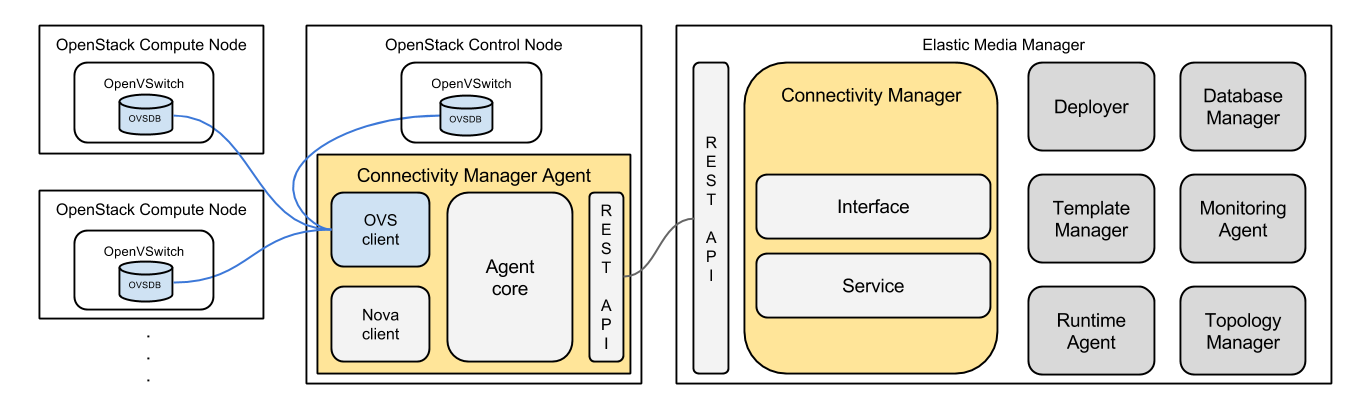 OpenStack Compute Node
OpenVSwitch
OVSDB
OpenStack Compute Node
OpenVSwitch
OVSDB
.
.
.
OpenStack Control Node
OpenVSwitch
OVSDB
Connectivity Manager Agent
OVS
client
Nova
client
Agent
core
REST API
Elastic Media Manager
REST API
Connectivity Manager
Interface
Service
Deployer
Database
Manager
Template
Manager
Monitoring
Agent
Runtime
Agent
Topology
Manager